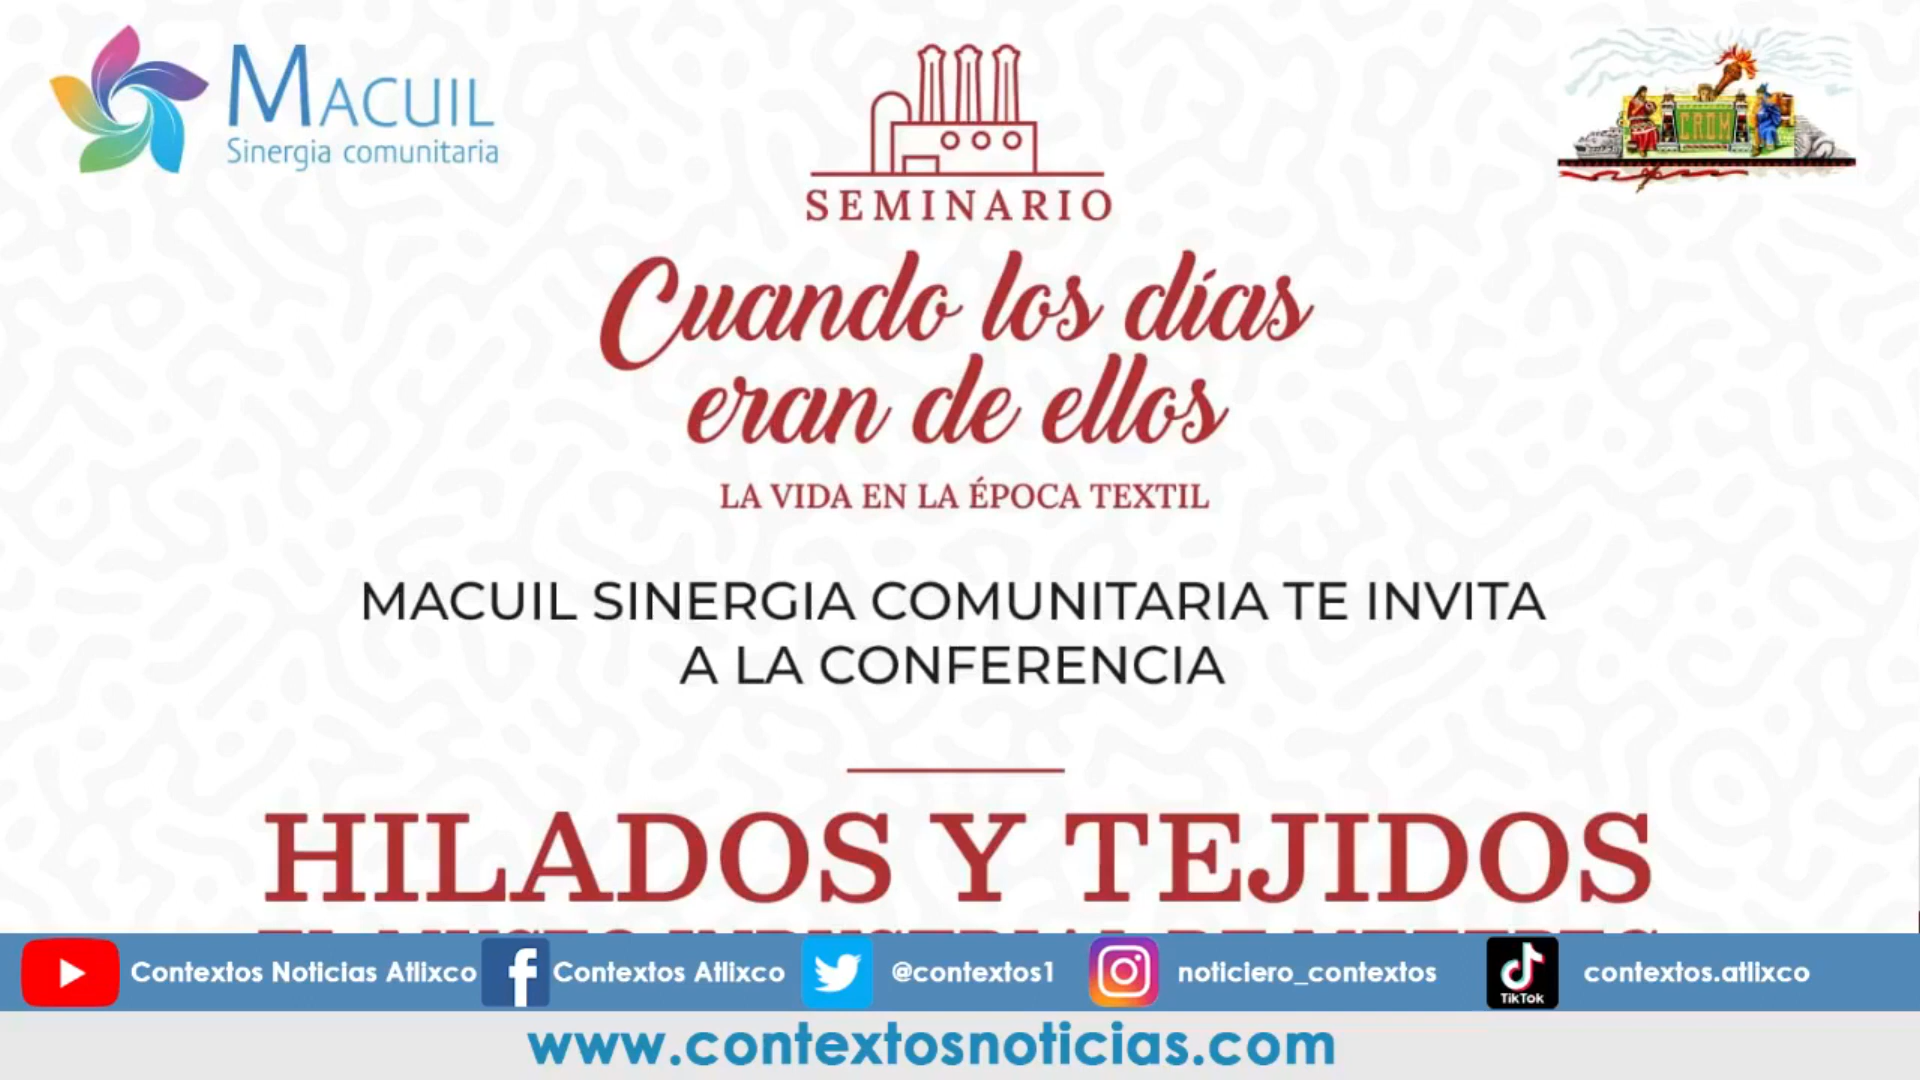 MACUIL
Sinergia comunitaria
CROM
SEMINARIO
Cuando los días
eran de ellos
LA VIDA EN LA ÉPOCA TEXTIL
MACUIL SINERGIA COMUNITARIA TE INVITA
A LA CONFERENCIA
HILADOS Y TEJIDOS
Contextos Noticias Atlixco
Contextos Atlixco
@contextos1
noticiero_contextos
TikTok
contextos.atlixco
www.contextosnoticias.com